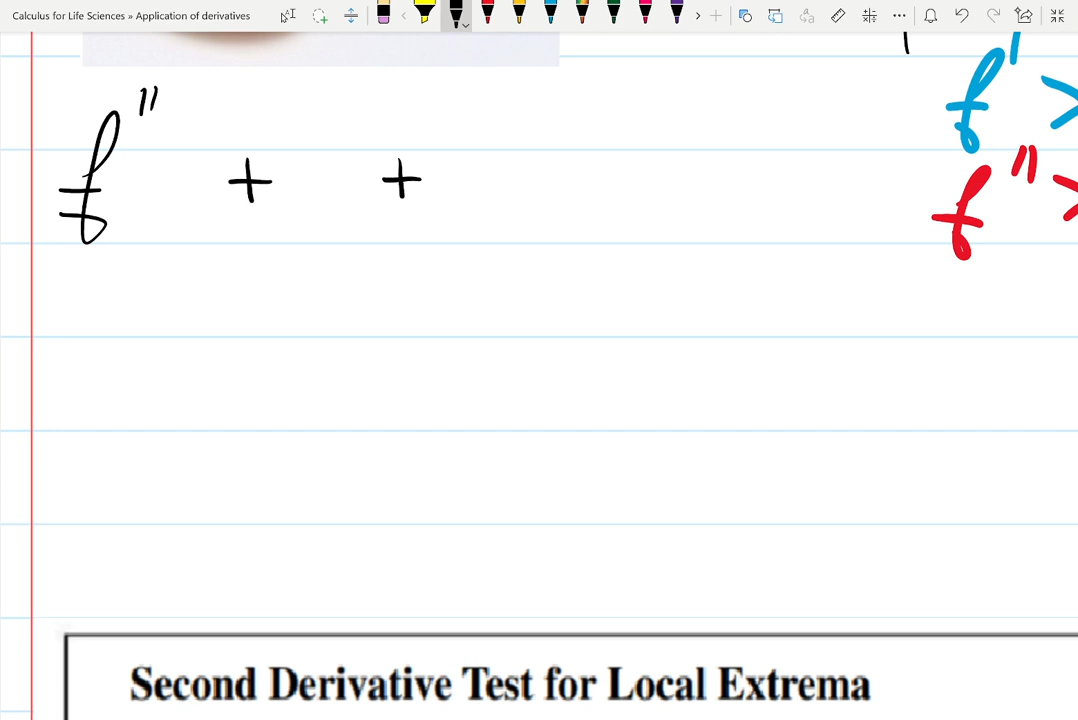 Calculus for Life Sciences » Application of derivatives
f' >
f'' + +
f'' >
Second Derivative Test for Local Extrema